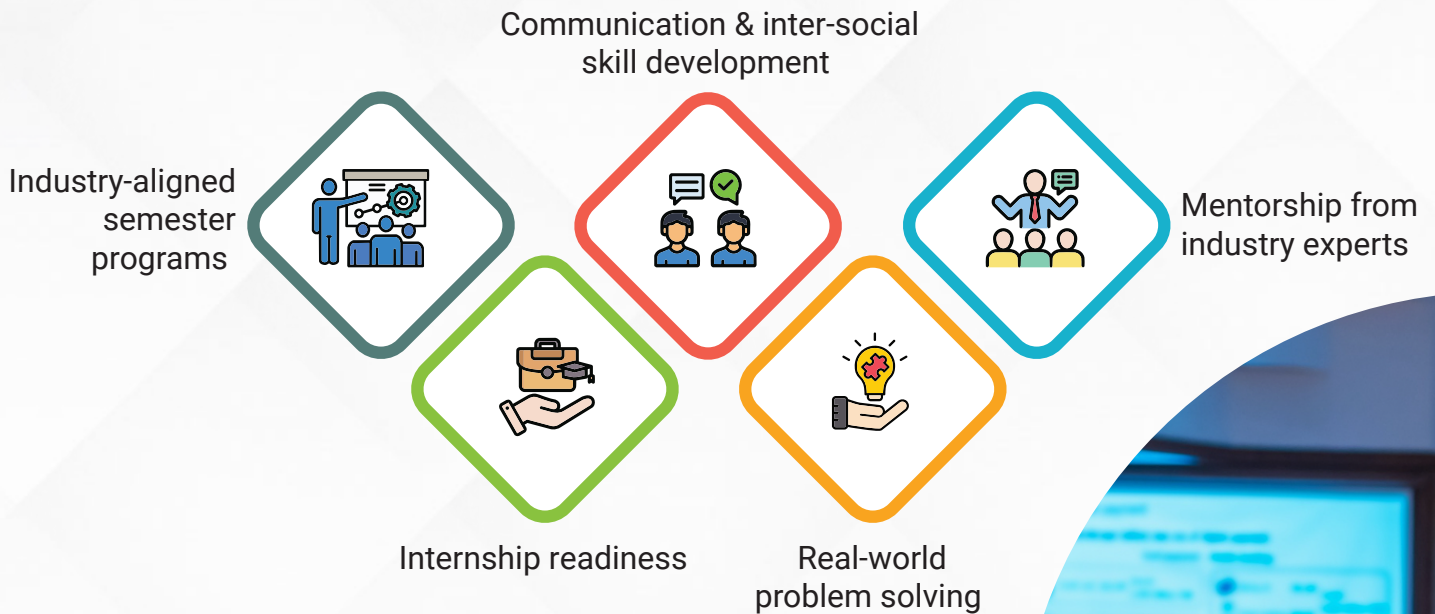 Communication & inter-social
skill development
Industry-aligned
semester
programs
Mentorship from
industry experts
Internship readiness
Real-world
problem solving